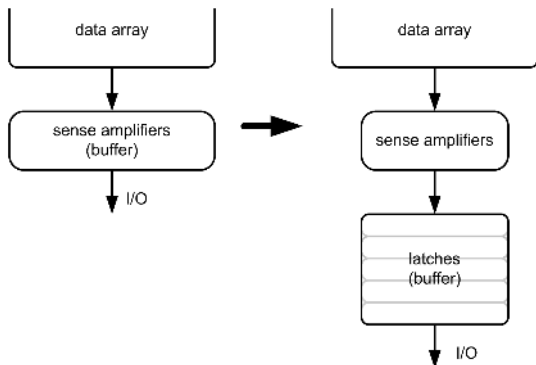 data array
sense amplifiers
(buffer)
I/O
data array
sense amplifiers
latches
(buffer)
I/O